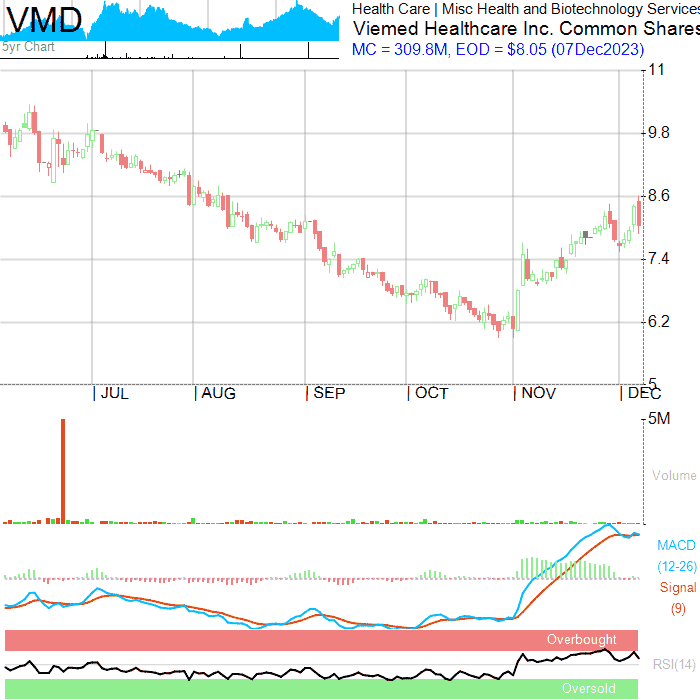 VMD
5yr Chart
Health Care | Misc Health and Biotechnology Services
Viemed Healthcare Inc. Common Shares
MC = 309.8M, EOD = $8.05 (07Dec2023)
11
9.8
8.6
7.4
6.2
5
JUL
AUG
SEP
OCT
NOV
DEC
5M
Volume
MACD
(12-26)
Signal
(9)
Overbought
RSI(14)
Oversold